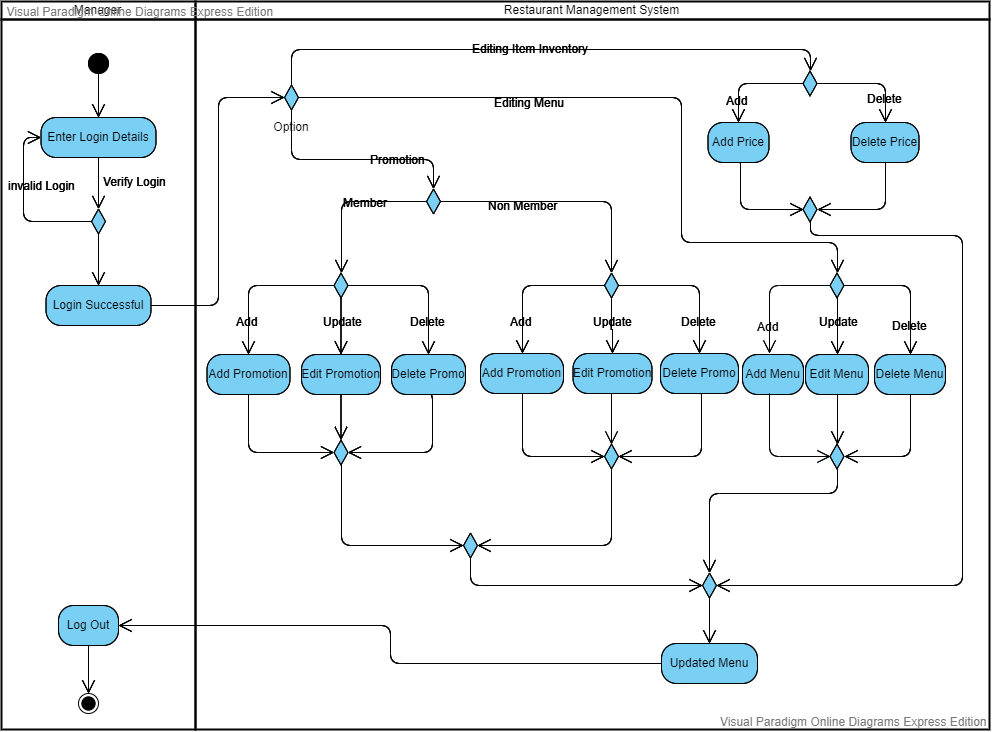 Visual Paradigm Online Diagrams Express Edition
Manager
Restaurant Management System
Editing Item Inventory
Editing Menu
Add
Delete
Option
Enter Login Details
Add Price
Delete Price
Promotion
invalid Login
Verify Login
Member
Non Member
Login Successful
Add
Update
Delete
Add
Update
Delete
Add
Update
Delete
Add Promotion
Edit Promotion
Delete Promo
Add Promotion
Edit Promotion
Delete Promo
Add Menu
Edit Menu
Delete Menu
Log Out
Updated Menu
Visual Paradigm Online Diagrams Express Edition